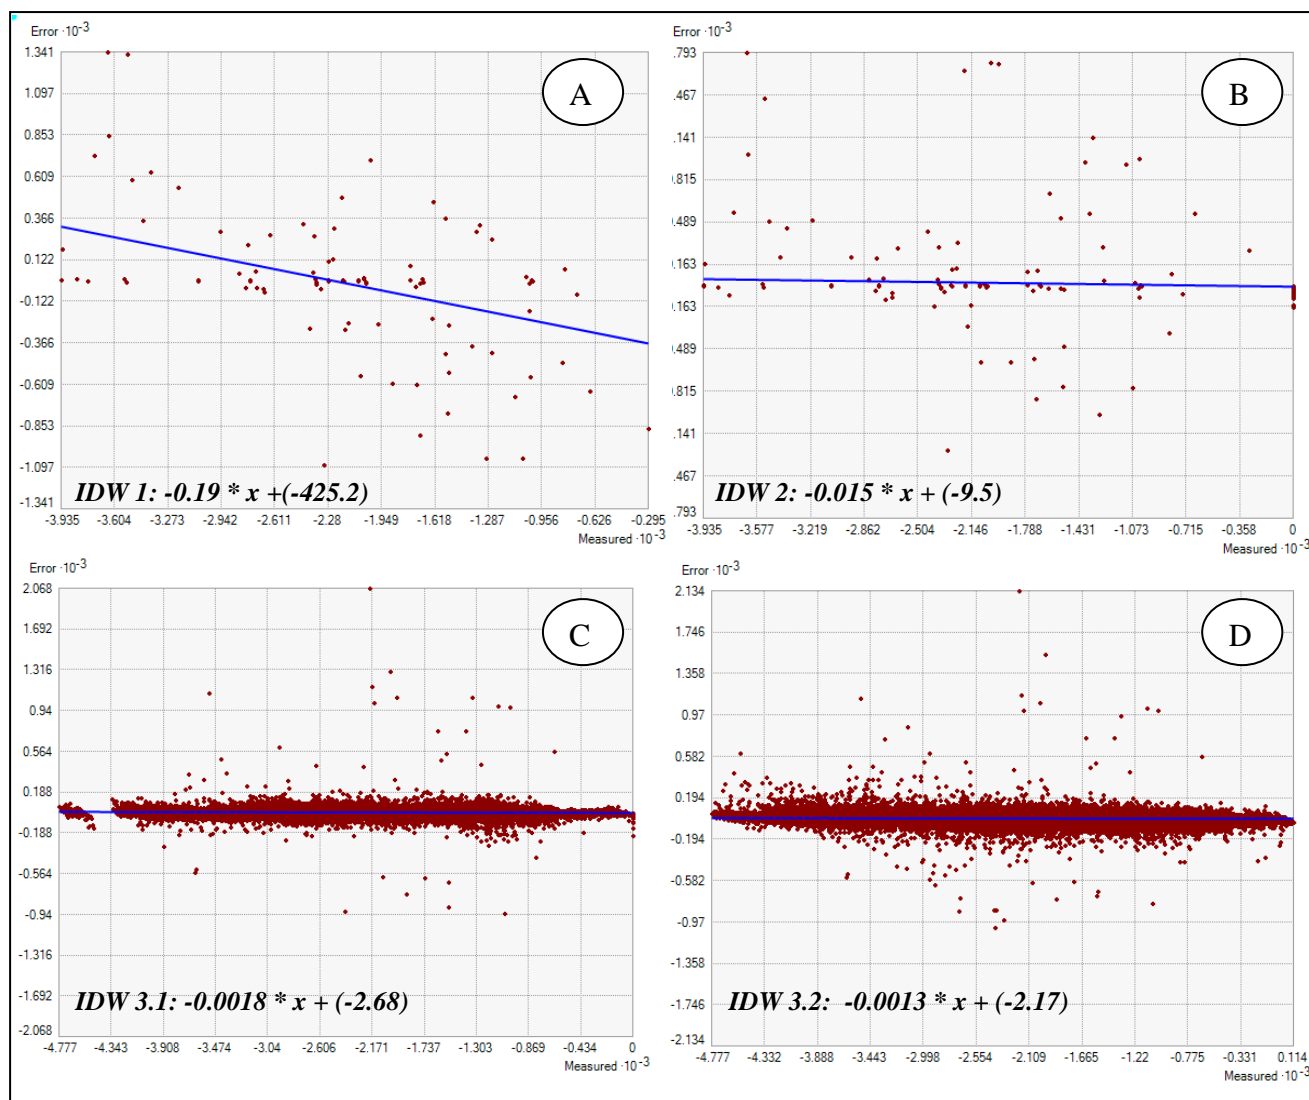 Error ·10⁻³
1.341
1.097
0.853
0.609
0.366
0.122
-0.122
-0.366
-0.609
-0.853
-1.097
-1.341
A
IDW 1: -0.19 * x +(-425.2)
-3.935 -3.604 -3.273 -2.942 -2.611 -2.28 -1.949 -1.618 -1.287 -0.956 -0.626 -0.295
Measured ·10⁻³
Error ·10⁻³
.793
.467
.141
0.815
0.489
0.163
0.163
0.489
0.815
.141
.467
.793
B
IDW 2: -0.015 * x + (-9.5)
-3.935 -3.577 -3.219 -2.862 -2.504 -2.146 -1.788 -1.431 -1.073 -0.715 -0.358 0
Measured ·10⁻³
Error ·10⁻³
2.068
1.692
1.316
0.94
0.564
0.188
-0.188
-0.564
-0.94
-1.316
-1.692
-2.068
C
IDW 3.1: -0.0018 * x + (-2.68)
-4.777 -4.343 -3.908 -3.474 -3.04 -2.606 -2.171 -1.737 -1.303 -0.869 -0.434 0
Measured ·10⁻³
Error ·10⁻³
2.134
1.746
1.358
0.97
0.582
0.194
-0.194
-0.582
-0.97
-1.358
-1.746
-2.134
D
IDW 3.2: -0.0013 * x + (-2.17)
-4.777 -4.332 -3.888 -3.443 -2.998 -2.554 -2.109 -1.665 -1.22 -0.775 -0.331 0.114
Measured ·10⁻³